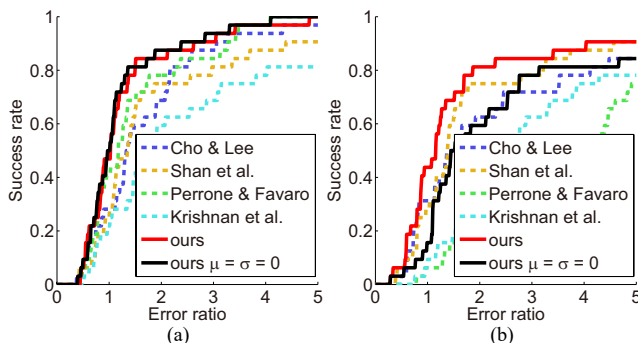 1
0.8
0.6
0.4
0.2
0
Success rate
Cho & Lee
Shan et al.
Perrone & Favaro
Krishnan et al.
ours
ours μ = σ = 0
0 1 2 3 4 5
Error ratio
(a)
1
0.8
0.6
0.4
0.2
0
Success rate
Cho & Lee
Shan et al.
Perrone & Favaro
Krishnan et al.
ours
ours μ = σ = 0
0 1 2 3 4 5
Error ratio
(b)